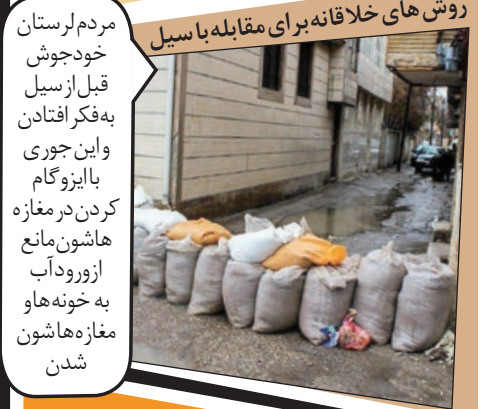 روش های خلاقانه برای مقابله با سیل
مردم لرستان
خودجوش
قبل از سیل
به فکر افتادن
و این جوری
با ایزوگام
کردن در مغازه
هاشون مانع
از ورود آب
به خونه ها و
مغازه هاشون
شدن